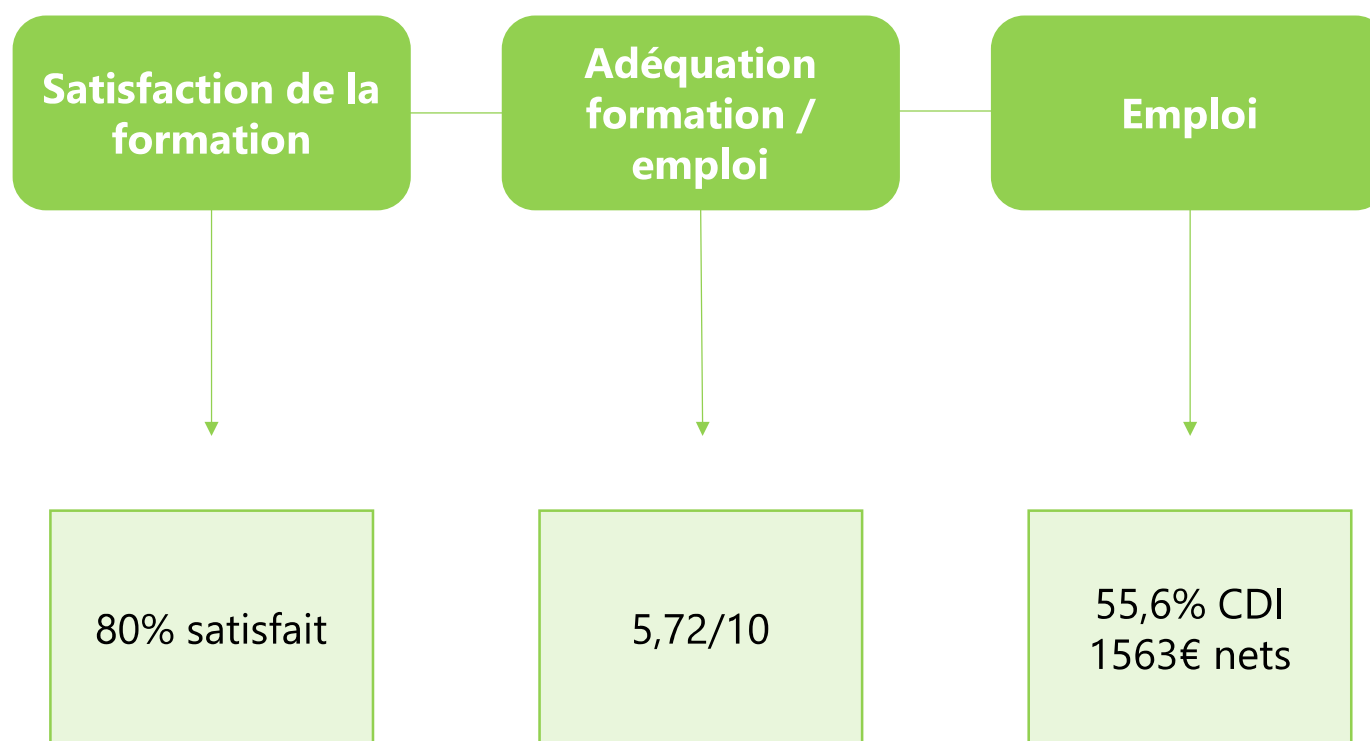 Satisfaction de la
formation
Adéquation
formation /
emploi
Emploi
80% satisfait
5,72/10
55,6% CDI
1563€ nets